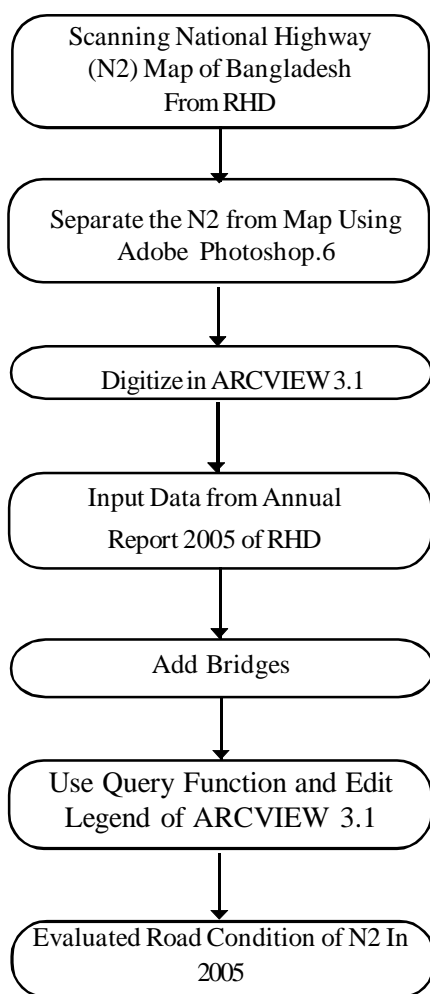 Scanning National Highway
(N2) Map of Bangladesh
From RHD
Separate the N2 from Map Using
Adobe Photoshop.6
Digitize in ARCVIEW 3.1
Input Data from Annual
Report 2005 of RHD
Add Bridges
Use Query Function and Edit
Legend of ARCVIEW 3.1
Evaluated Road Condition of N2 In
2005